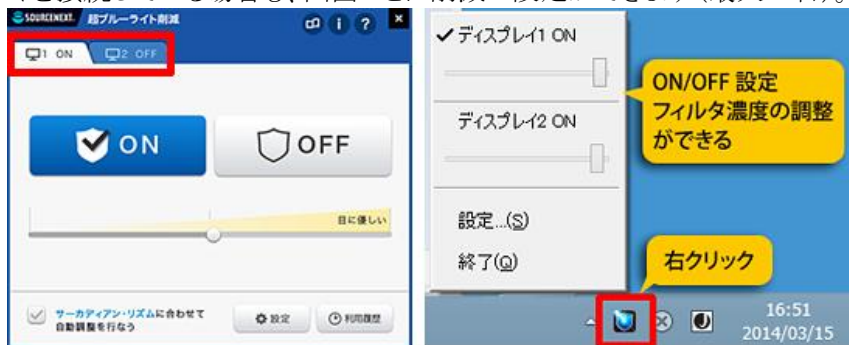 SOURCENEXT. 超ブルーライト削減
i ?
1 ON
2 OFF
ON
OFF
目に優しい
サーカディアン・リズムに合わせて
自動調整を行なう
設定
利用履歴
ディスプレイ1 ON
ディスプレイ2 ON
設定...(S)
終了(Q)
ON/OFF 設定
フィルタ濃度の調整
ができる
右クリック
16:51
2014/03/15